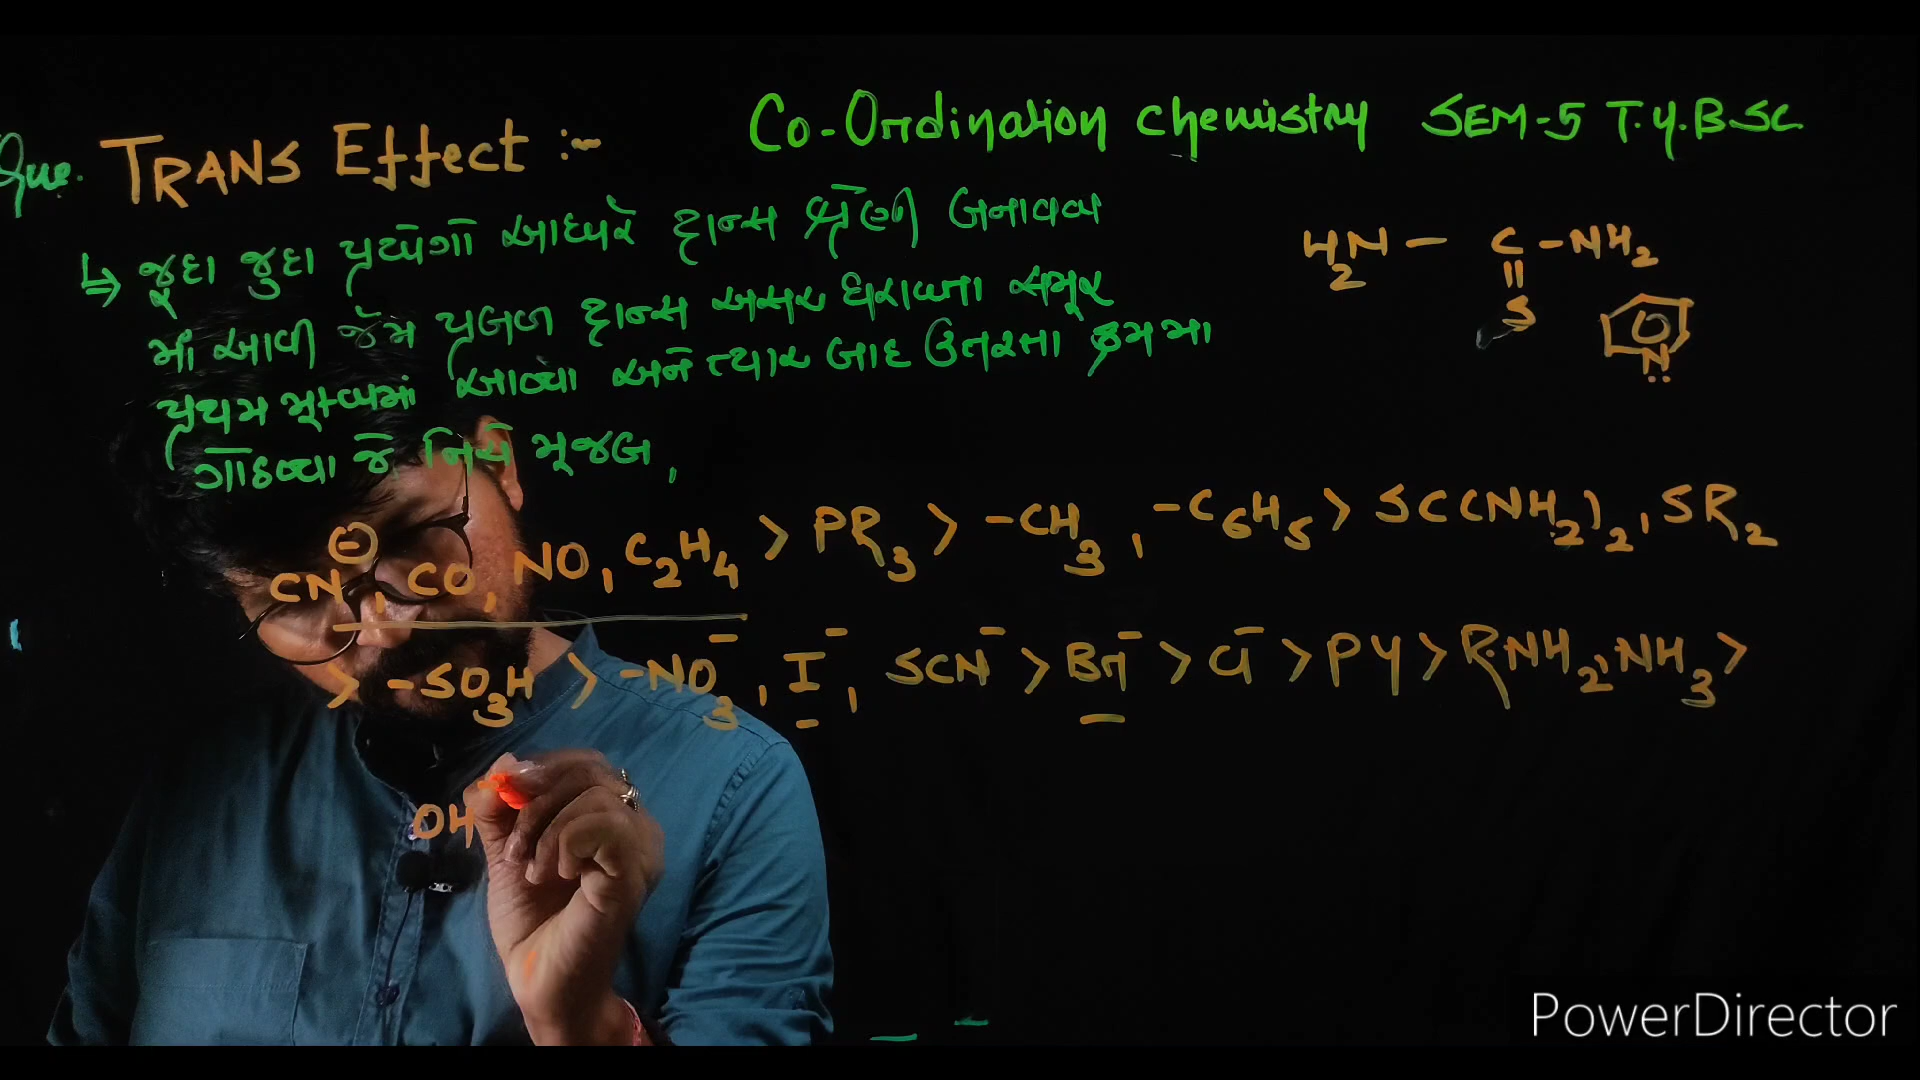 Co-Ordination Chemistry SEM-5 T.Y.B.SC
Que. TRANS Effect :-
↳ જુદા જુદા પ્રયોગો આધારે ટ્રાન્સ શ્રેણી બનાવવા
માં આવી જેમ પ્રબળ ટ્રાન્સ અસર ધરાવતા સમૂહ
પ્રથમ મૂકવામાં આવ્યા અને ત્યાર બાદ ઉતરતા ક્રમમા
ગોઠવ્યા જે નિચે મૂજબ,
H₂N - C - NH₂
||
S
N
CN⊖, CO, NO, C₂H₄ > PR₃ > -CH₃, -C₆H₅ > SC(NH₂)₂, SR₂
> -SO₃H > -NO₃⁻, I⁻, SCN⁻ > Br⁻ > Cl⁻ > PY > R.NH₂, NH₃ >
OH⁻
PowerDirector